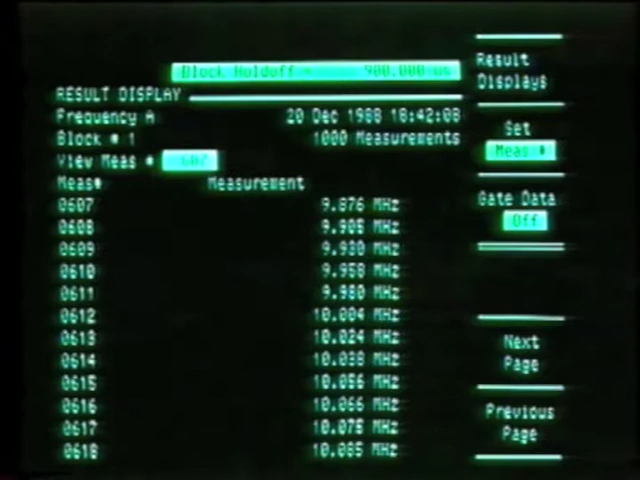 Block Holdoff = 900.000 us
RESULT DISPLAY
Frequency A 20 Dec 1988 18:42:08
Block # 1 1000 Measurements
View Meas # 607
Meas# Measurement
0607 9.876 MHz
0608 9.905 MHz
0609 9.930 MHz
0610 9.958 MHz
0611 9.980 MHz
0612 10.004 MHz
0613 10.024 MHz
0614 10.038 MHz
0615 10.056 MHz
0616 10.066 MHz
0617 10.078 MHz
0618 10.085 MHz
Result
Displays
Set
Meas #
Gate Data
Off
Next
Page
Previous
Page